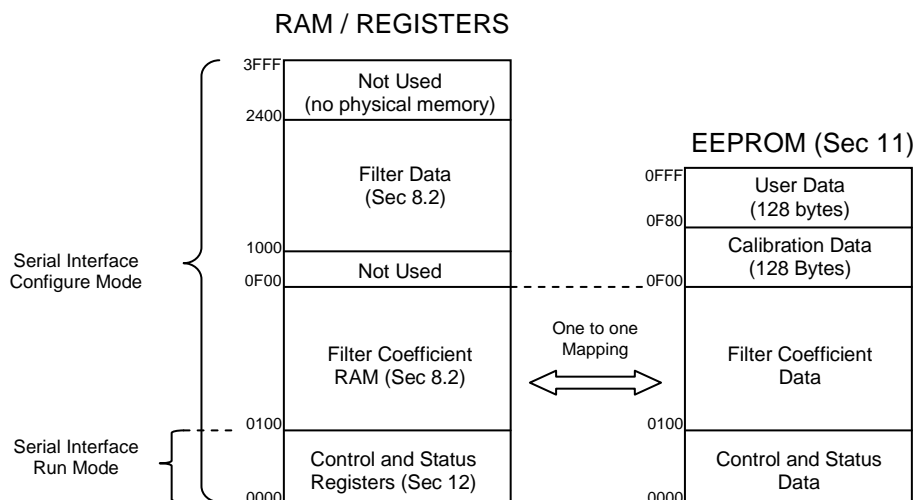 RAM / REGISTERS
3FFF
Not Used
(no physical memory)
2400
Filter Data
(Sec 8.2)
1000
Not Used
0F00
Filter Coefficient
RAM (Sec 8.2)
0100
Control and Status
Registers (Sec 12)
0000
Serial Interface
Configure Mode
Serial Interface
Run Mode
One to one
Mapping
EEPROM (Sec 11)
0FFF
User Data
(128 bytes)
0F80
Calibration Data
(128 Bytes)
0F00
Filter Coefficient
Data
0100
Control and Status
Data
0000